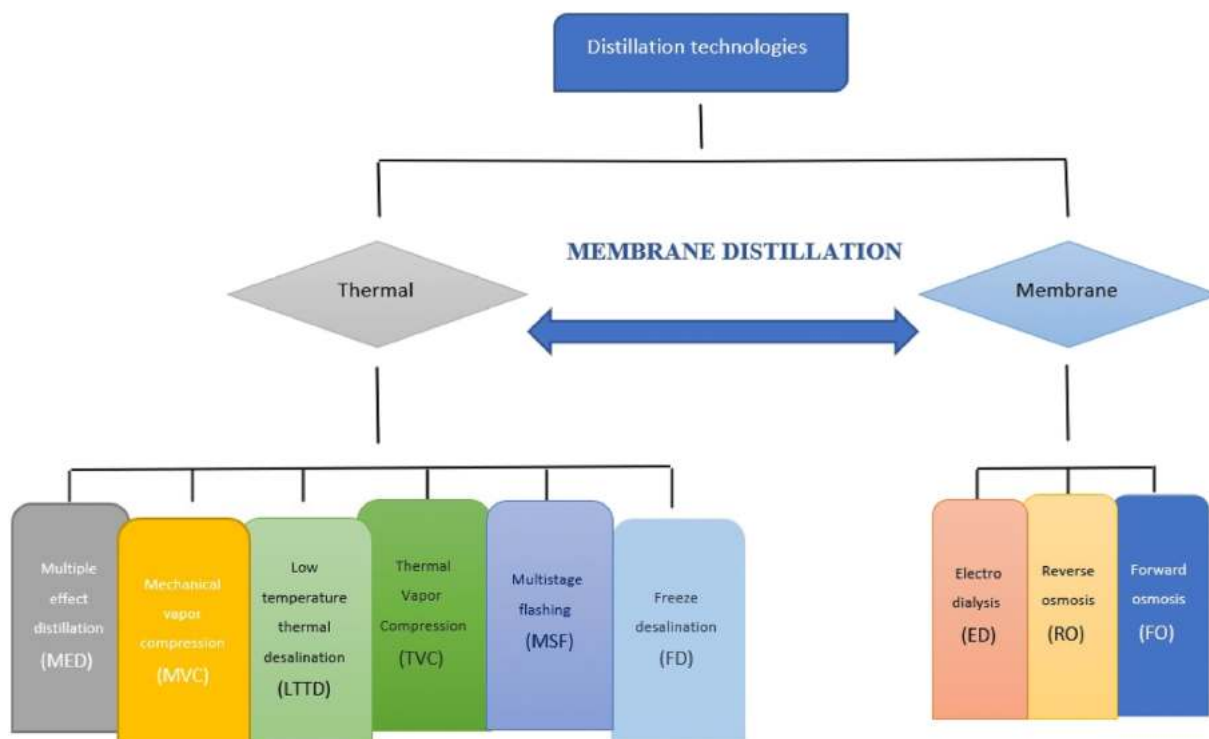 Distillation technologies
MEMBRANE DISTILLATION
Thermal
Membrane
Multiple
effect
distillation
(MED)
Mechanical
vapor
compression
(MVC)
Low
temperature
thermal
desalination
(LTTD)
Thermal
Vapor
Compression
(TVC)
Multistage
flashing
(MSF)
Freeze
desalination
(FD)
Electro
dialysis
(ED)
Reverse
osmosis
(RO)
Forward
osmosis
(FO)